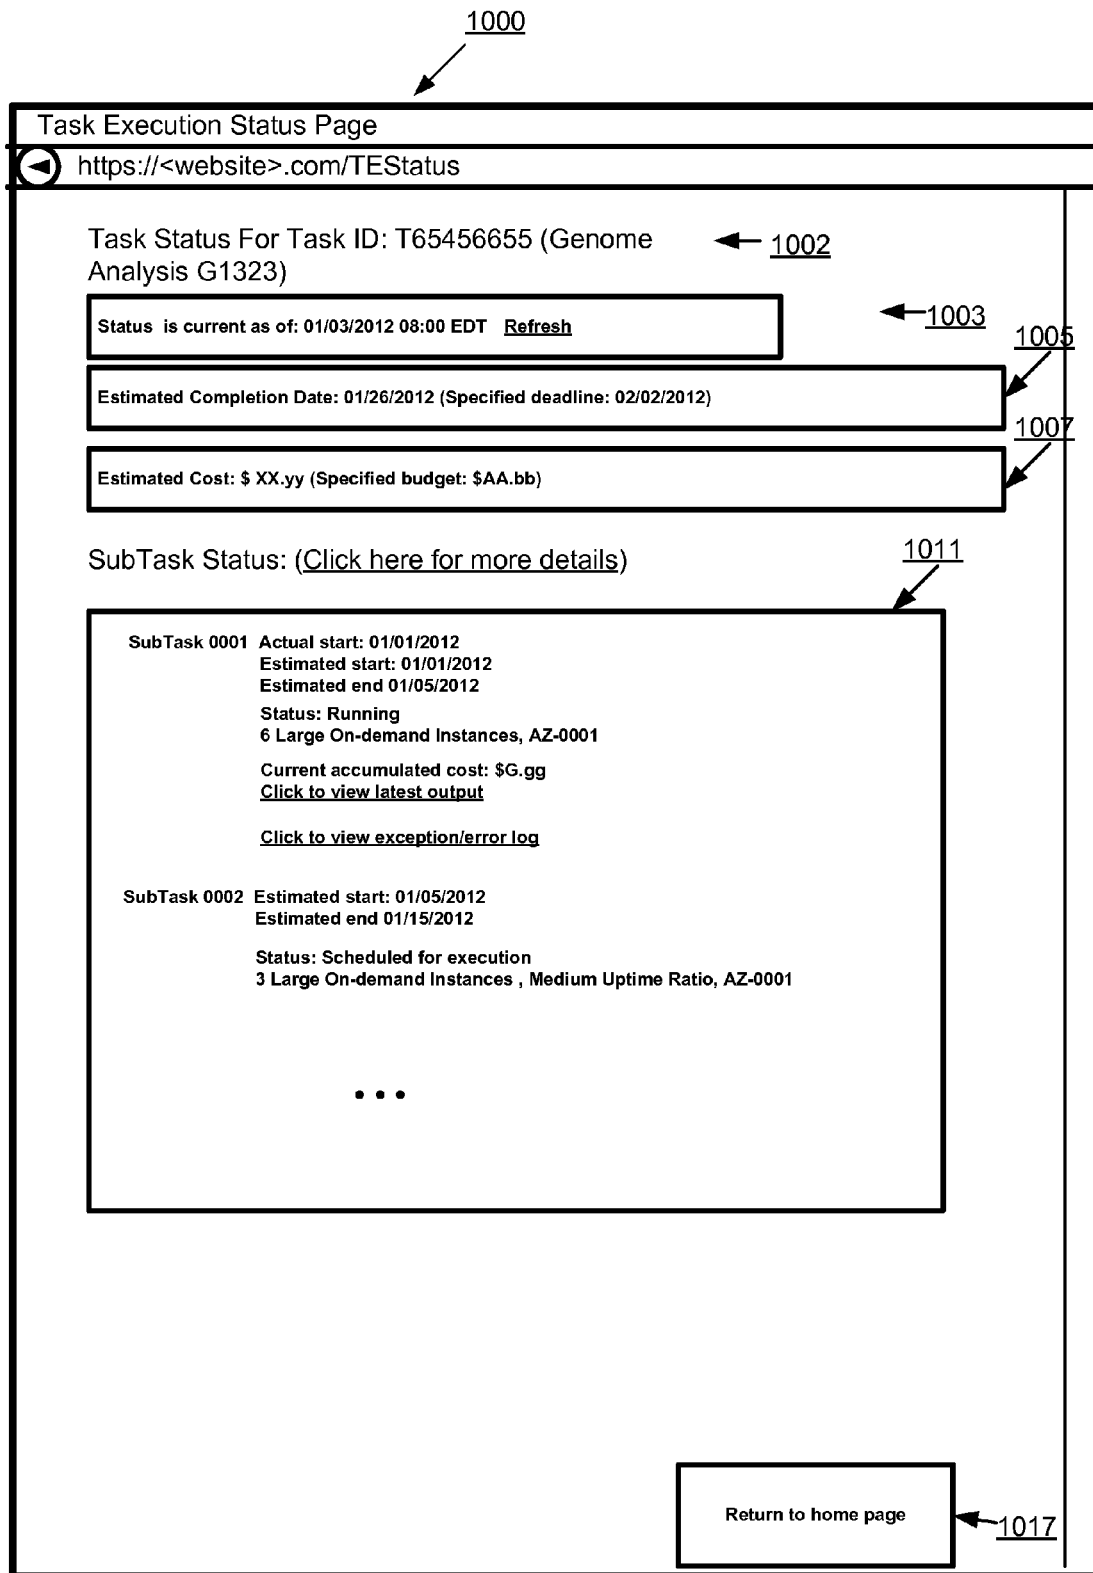 1000
Task Execution Status Page
https://<website>.com/TEStatus
Task Status For Task ID: T65456655 (Genome
Analysis G1323)
1002
Status is current as of: 01/03/2012 08:00 EDT Refresh
1003
1005
Estimated Completion Date: 01/26/2012 (Specified deadline: 02/02/2012)
1007
Estimated Cost: $ XX.yy (Specified budget: $AA.bb)
SubTask Status: (Click here for more details)
1011
SubTask 0001 Actual start: 01/01/2012
Estimated start: 01/01/2012
Estimated end 01/05/2012
Status: Running
6 Large On-demand Instances, AZ-0001
Current accumulated cost: $G.gg
Click to view latest output
Click to view exception/error log
SubTask 0002 Estimated start: 01/05/2012
Estimated end 01/15/2012
Status: Scheduled for execution
3 Large On-demand Instances , Medium Uptime Ratio, AZ-0001
...
Return to home page
1017